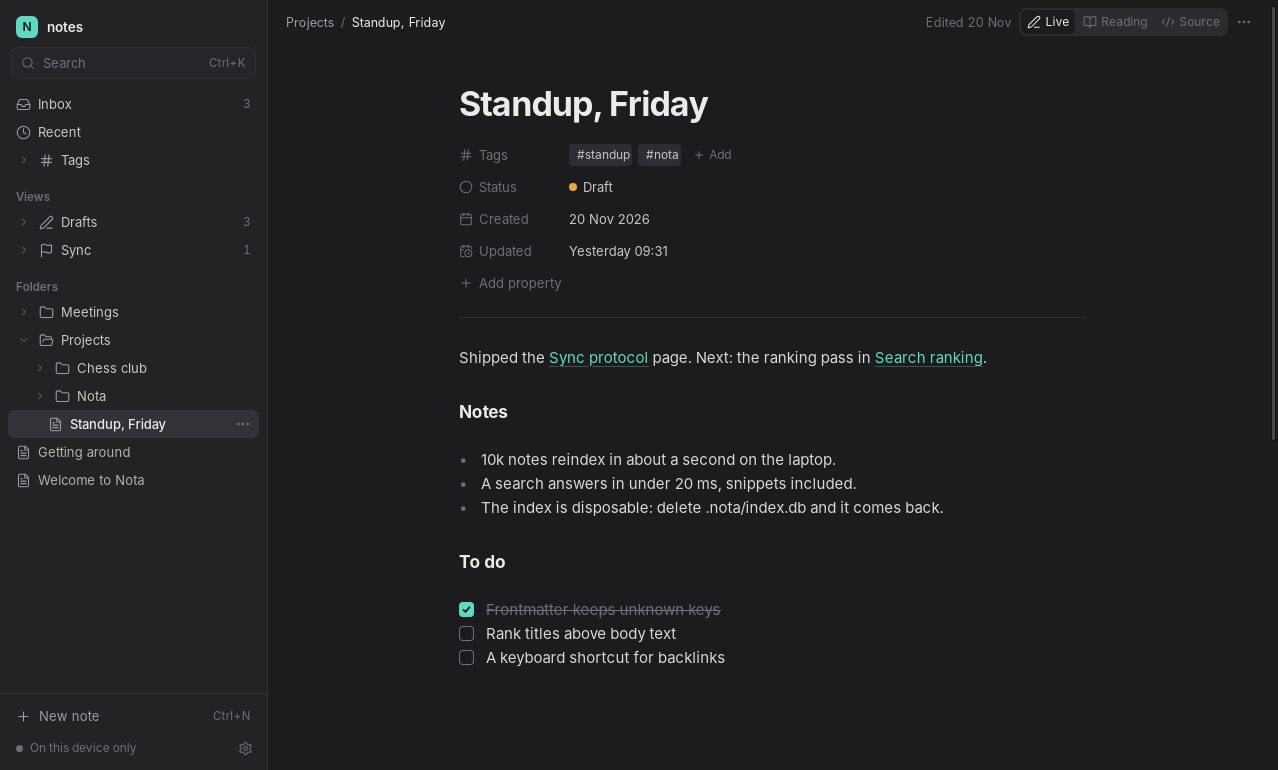 N notes
Search Ctrl+K
Inbox 3
Recent
Tags
Views
Drafts 3
Sync 1
Folders
Meetings
Projects
Chess club
Nota
Standup, Friday
Getting around
Welcome to Nota
New note Ctrl+N
On this device only
Projects / Standup, Friday
Edited 20 Nov Live Reading Source
Standup, Friday
Tags #standup #nota Add
Status Draft
Created 20 Nov 2026
Updated Yesterday 09:31
Add property
Shipped the Sync protocol page. Next: the ranking pass in Search ranking.
Notes
• 10k notes reindex in about a second on the laptop.
• A search answers in under 20 ms, snippets included.
• The index is disposable: delete .nota/index.db and it comes back.
To do
Frontmatter keeps unknown keys
Rank titles above body text
A keyboard shortcut for backlinks